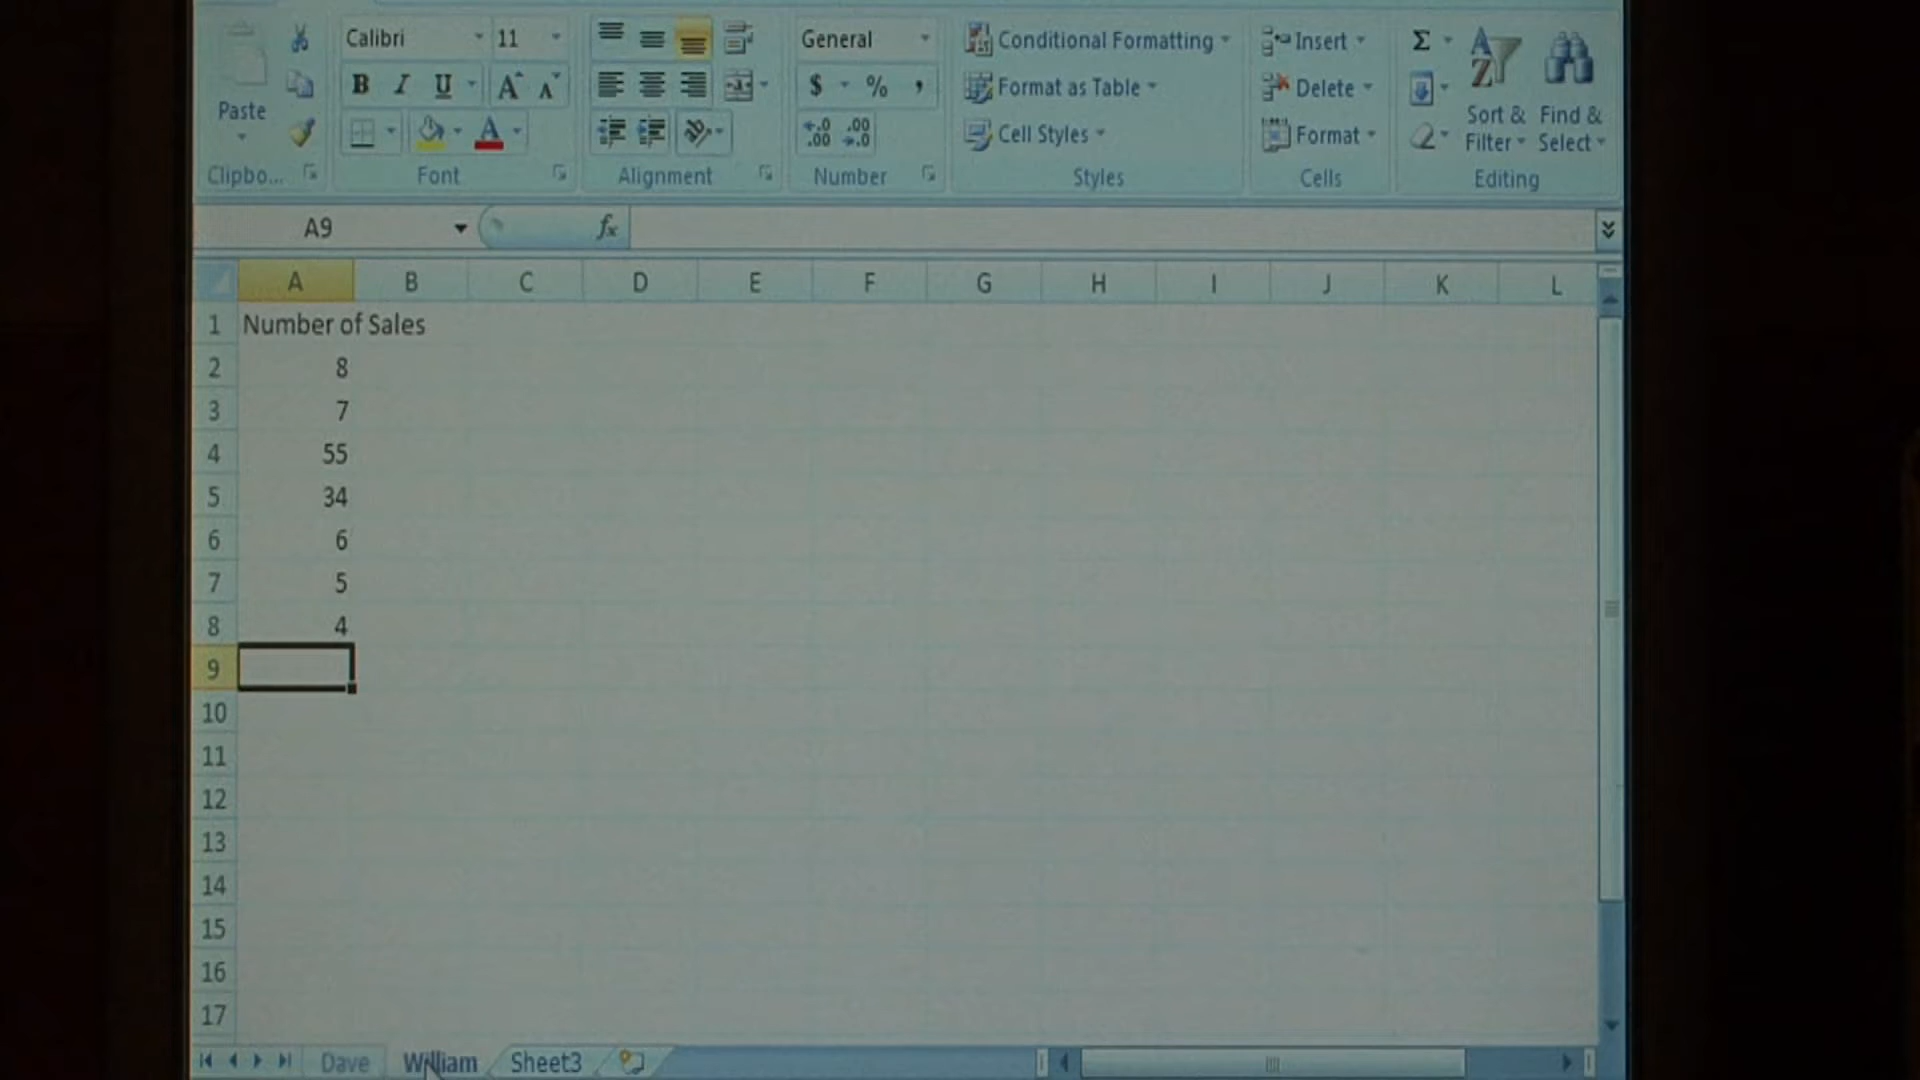 Calibri 11 General Conditional Formatting Insert Σ
Paste B I U A A $ % , Format as Table Delete Sort & Find &
A .00 .00 Cell Styles Format Filter Select
Clipbo... Font Alignment Number Styles Cells Editing
A9 fx
A B C D E F G H I J K L
1 Number of Sales
2 8
3 7
4 55
5 34
6 6
7 5
8 4
9
10
11
12
13
14
15
16
17
Dave William Sheet3